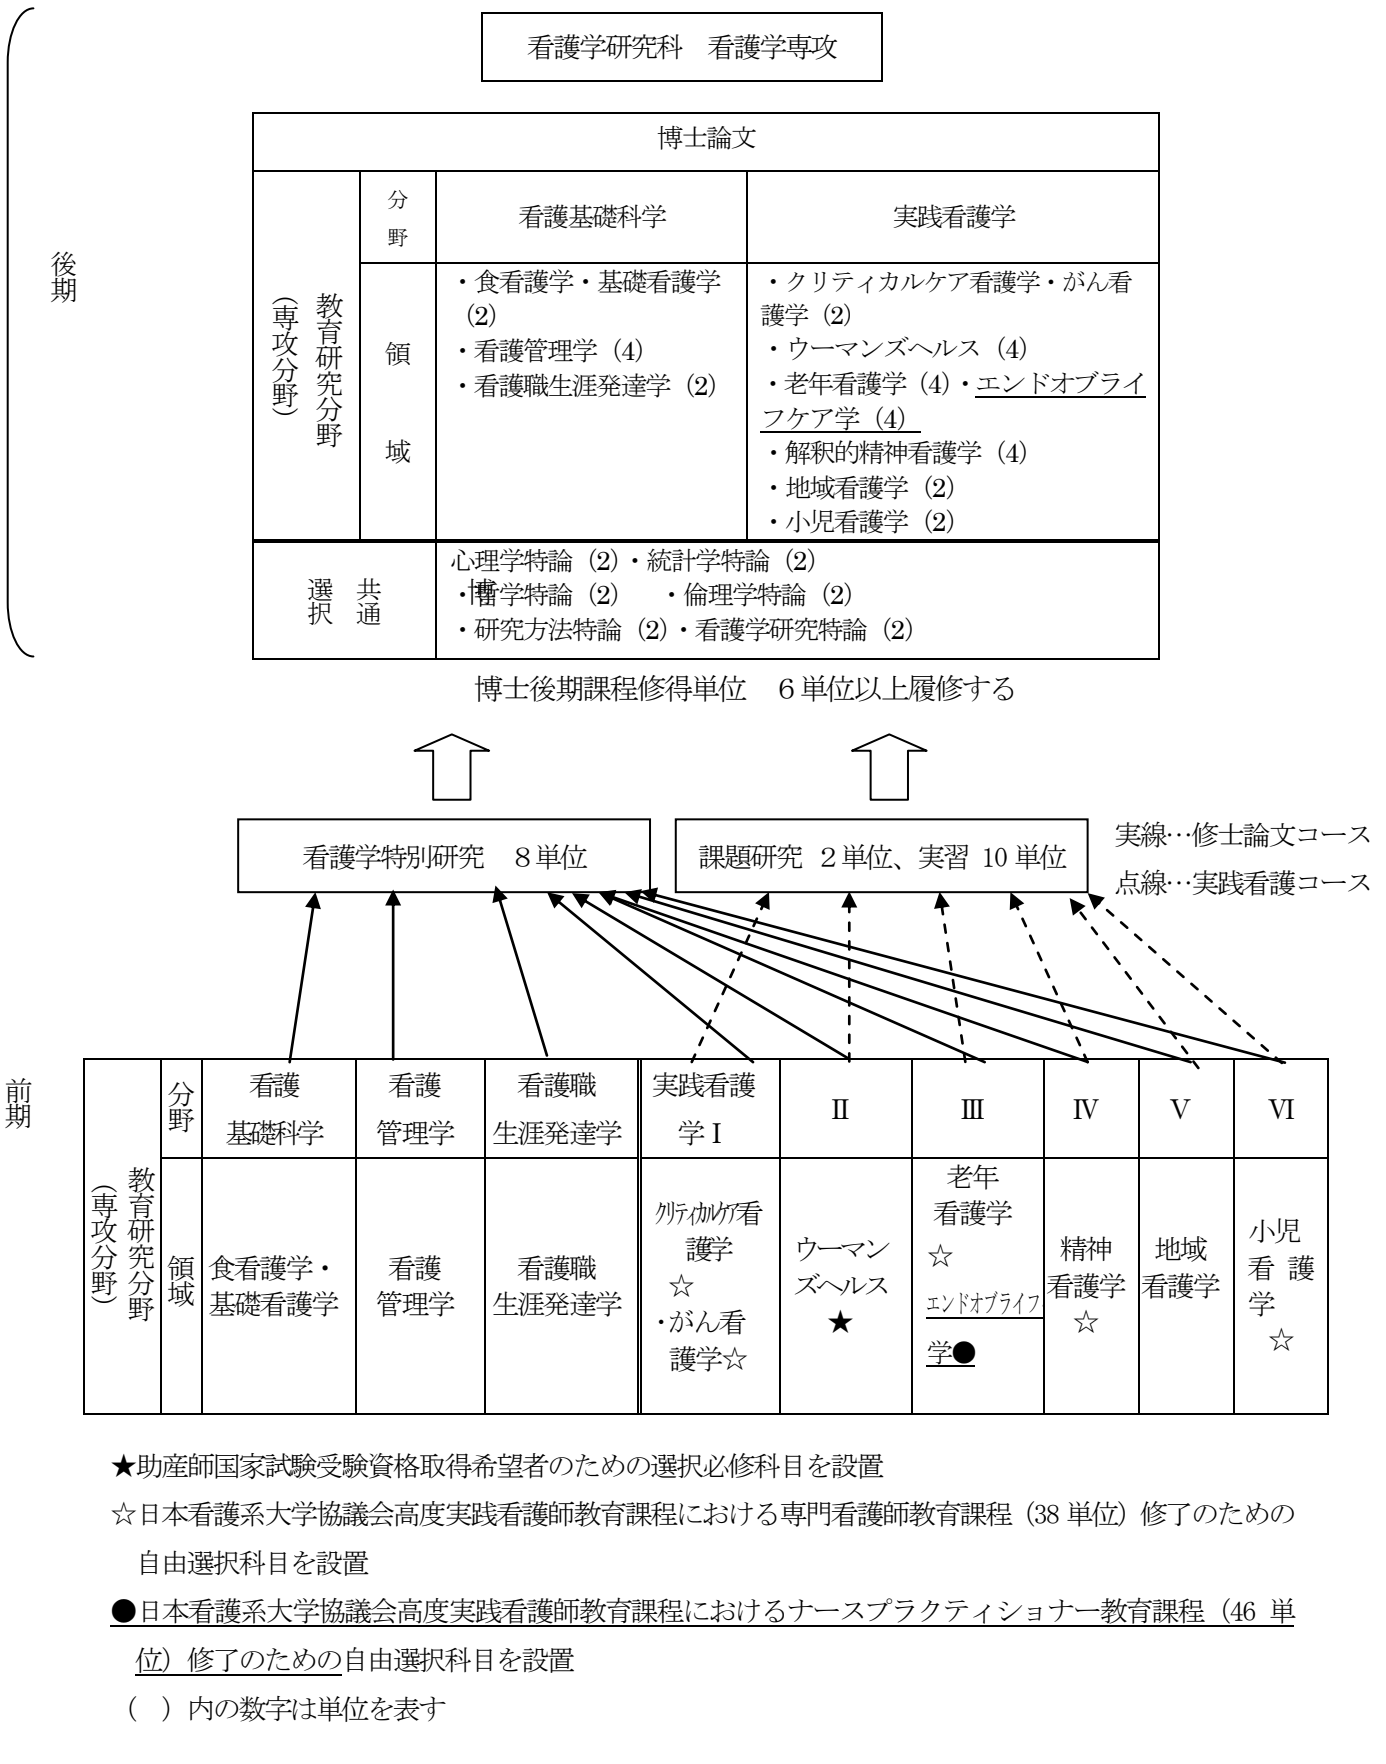 看護学研究科　看護学専攻
博士論文
後期
教育研究分野
（専攻分野）
分
野
看護基礎科学
実践看護学
領
域
・食看護学・基礎看護学
（2）
・看護管理学（4）
・看護職生涯発達学（2）
・クリティカルケア看護学・がん看
護学（2）
・ウーマンズヘルス（4）
・老年看護学（4）・エンドオブライ
フケア学（4）
・解釈的精神看護学（4）
・地域看護学（2）
・小児看護学（2）
共通
選択
心理学特論（2）・統計学特論（2）
・哲学特論（2）　・倫理学特論（2）
・研究方法特論（2）・看護学研究特論（2）
博士後期課程修得単位　６単位以上履修する
看護学特別研究　８単位
課題研究 ２単位、実習 10 単位
実線…修士論文コース
点線…実践看護コース
前期
教育研究分野
（専攻分野）
分野
看護
基礎科学
看護
管理学
看護職
生涯発達学
実践看護
学Ⅰ
Ⅱ
Ⅲ
Ⅳ
Ⅴ
Ⅵ
領域
食看護学・
基礎看護学
看護
管理学
看護職
生涯発達学
クリティカルケア看
護学
☆
・がん看
護学☆
ウーマン
ズヘルス
★
老年
看護学
☆
エンドオブライフ
学●
精神
看護学
☆
地域
看護学
小児
看 護
学
☆
★助産師国家試験受験資格取得希望者のための選択必修科目を設置
☆日本看護系大学協議会高度実践看護師教育課程における専門看護師教育課程（38 単位）修了のための
自由選択科目を設置
●日本看護系大学協議会高度実践看護師教育課程におけるナースプラクティショナー教育課程（46 単
位）修了のための自由選択科目を設置
（　）内の数字は単位を表す